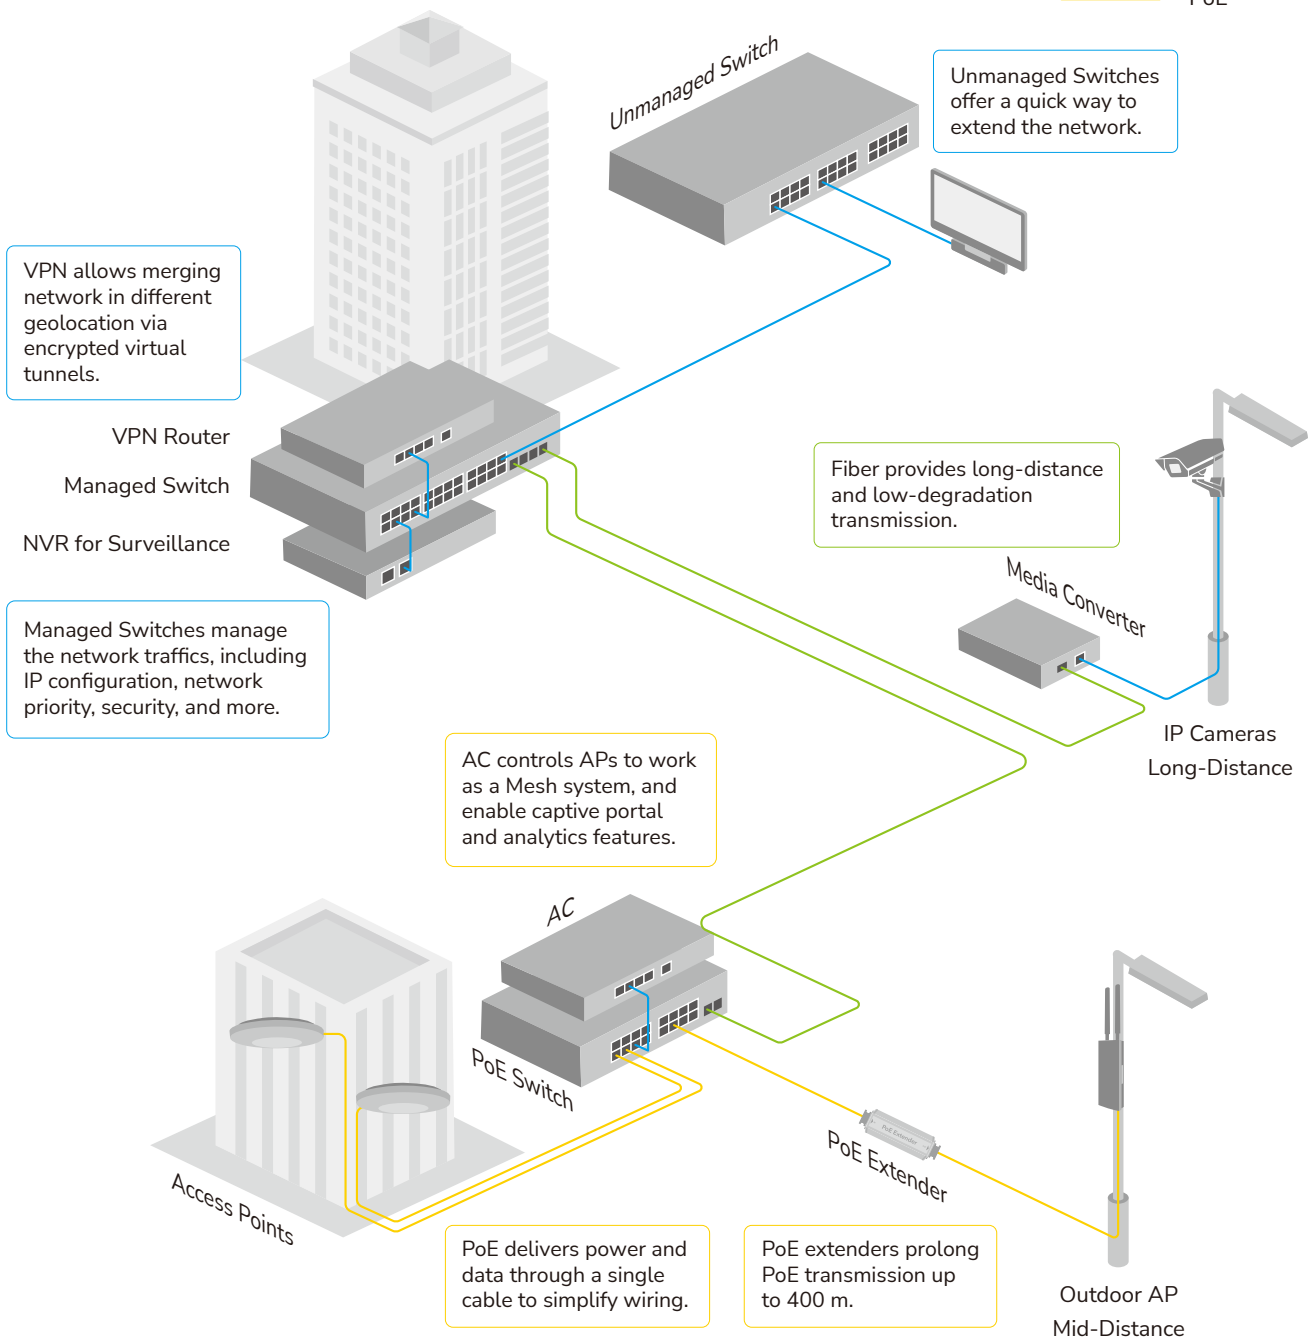 PoE
Unmanaged Switch
Unmanaged Switches
offer a quick way to
extend the network.
VPN allows merging
network in different
geolocation via
encrypted virtual
tunnels.
VPN Router
Managed Switch
NVR for Surveillance
Fiber provides long-distance
and low-degradation
transmission.
Media Converter
Managed Switches manage
the network traffics, including
IP configuration, network
priority, security, and more.
IP Cameras
Long-Distance
AC controls APs to work
as a Mesh system, and
enable captive portal
and analytics features.
AC
PoE Switch
PoE Extender
PoE Extender
Access Points
PoE delivers power and
data through a single
cable to simplify wiring.
PoE extenders prolong
PoE transmission up
to 400 m.
Outdoor AP
Mid-Distance